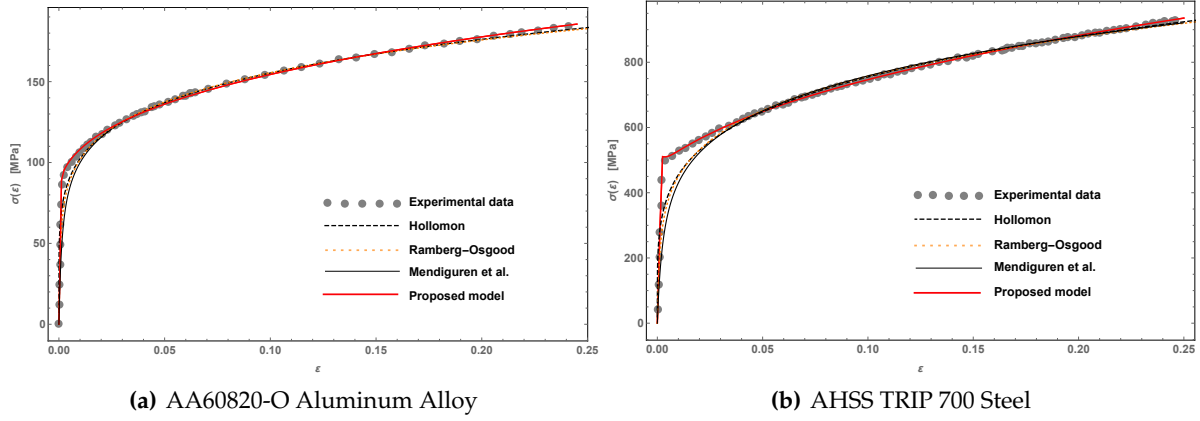 150
100
50
0
σ(ε) [MPa]
Experimental data
Hollomon
Ramberg–Osgood
Mendiguren et al.
Proposed model
0.00 0.05 0.10 0.15 0.20 0.25
ε
(a) AA60820-O Aluminum Alloy
800
600
400
200
0
σ(ε) [MPa]
Experimental data
Hollomon
Ramberg–Osgood
Mendiguren et al.
Proposed model
0.00 0.05 0.10 0.15 0.20 0.25
ε
(b) AHSS TRIP 700 Steel